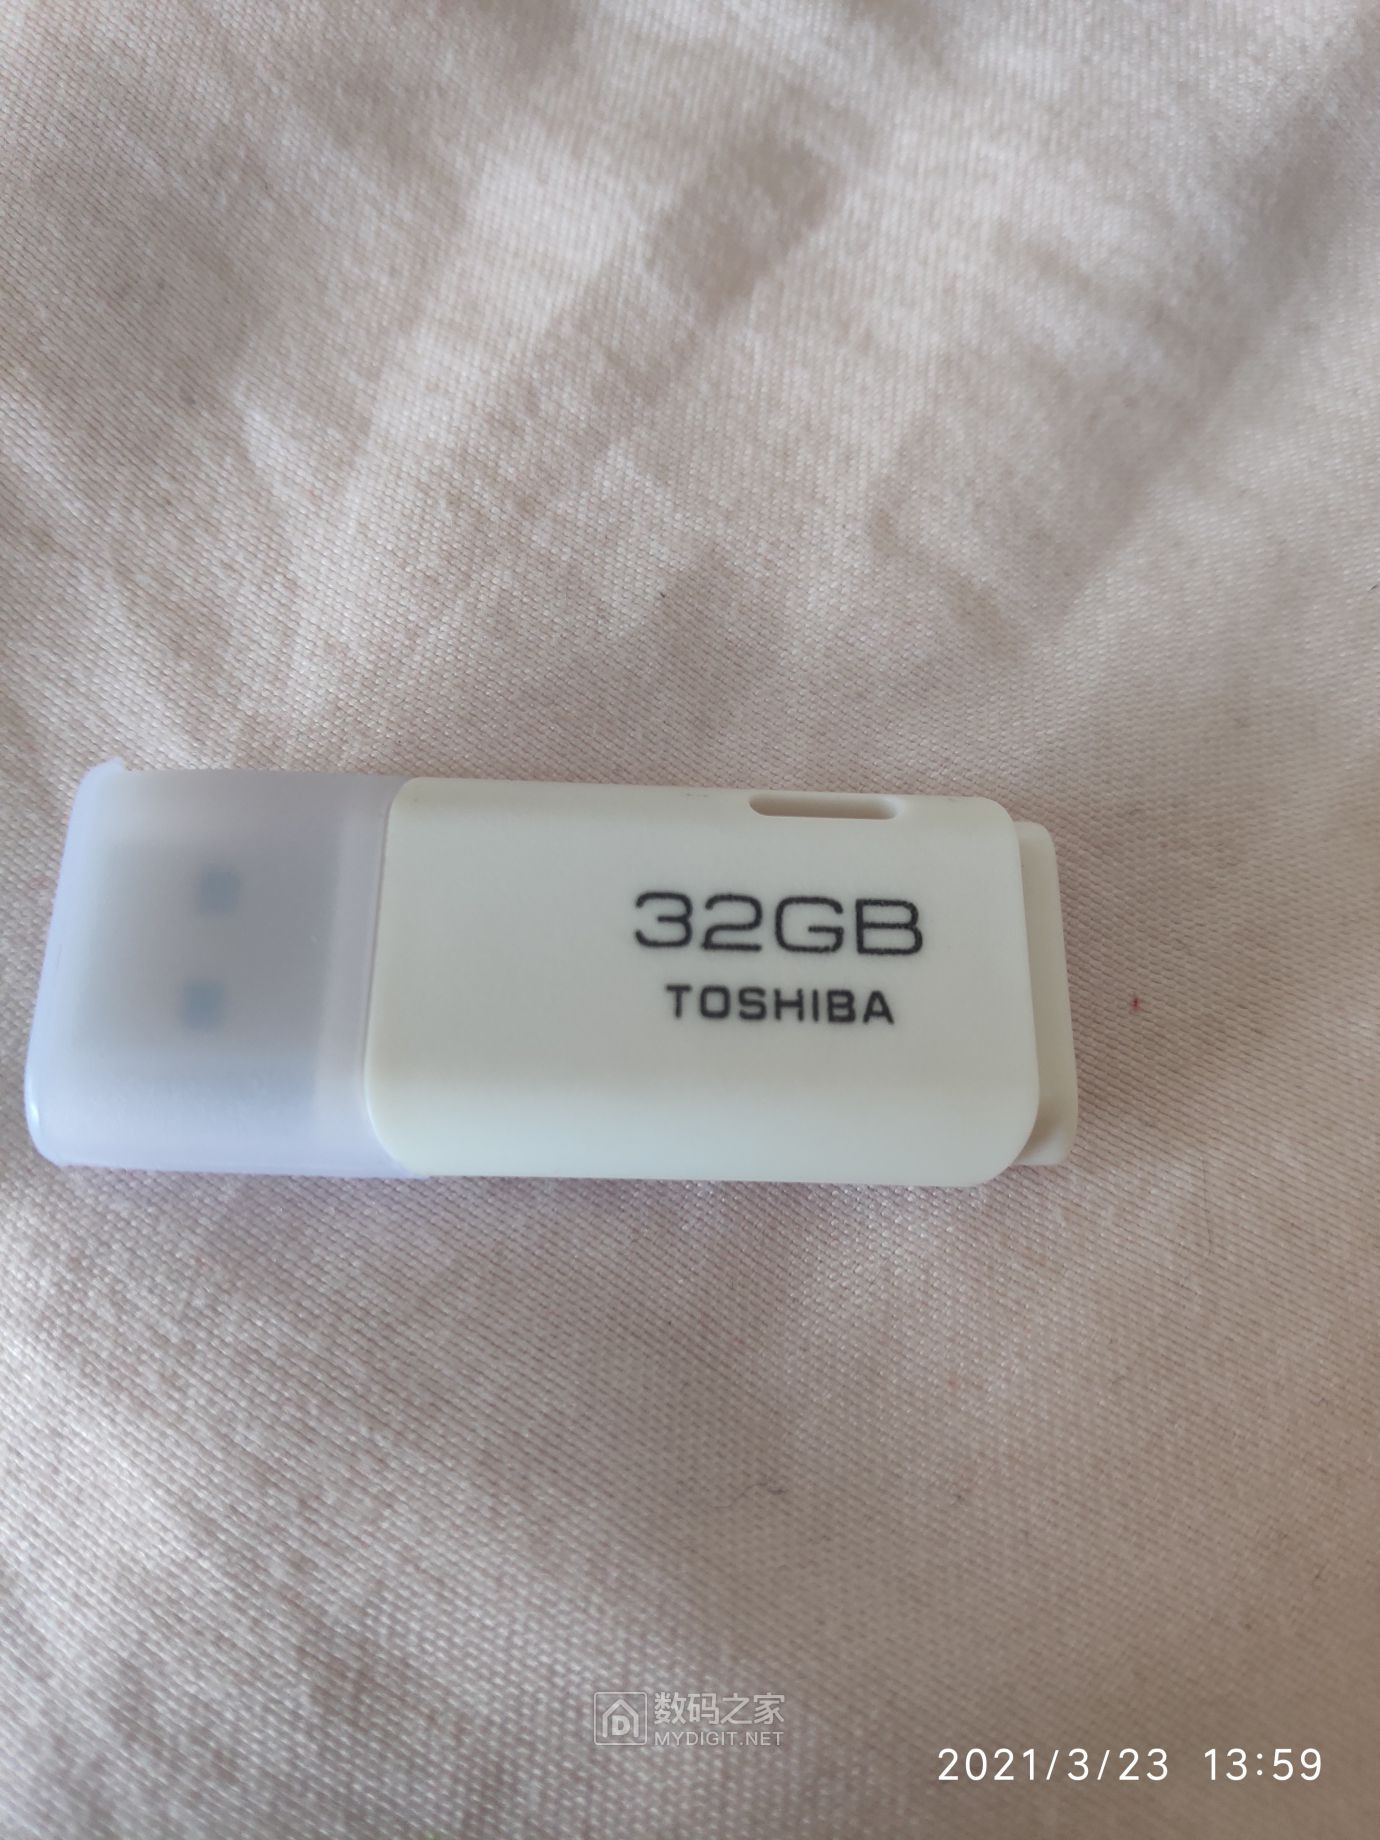 32GB
TOSHIBA
数码之家
MYDIGIT.NET
2021/3/23 13:59